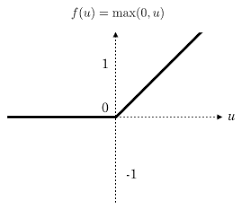 f(u) = max(0, u)
1
0
u
-1